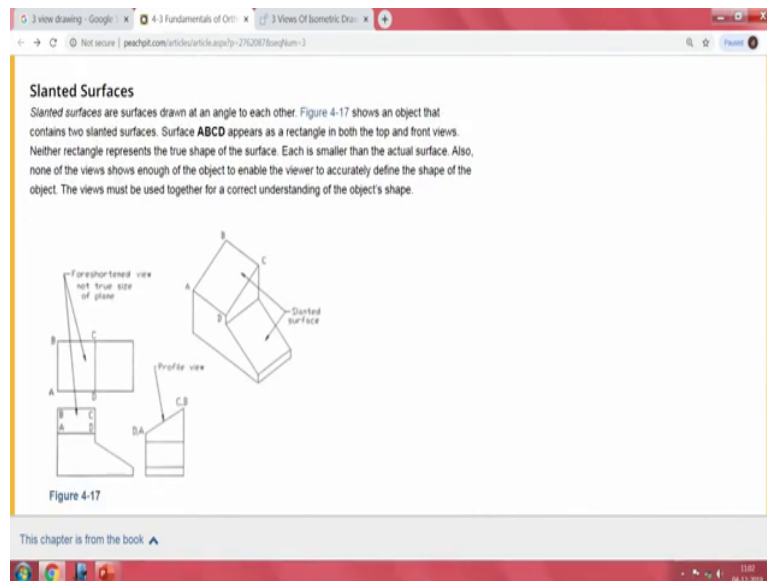 3 view drawing - Google S
4-3 Fundamentals of Orth
3 Views Of Isometric Draw
Not secure | peachpit.com/articles/article.aspx?p=2762087&seqNum=3
Paused
Slanted Surfaces
Slanted surfaces are surfaces drawn at an angle to each other. Figure 4-17 shows an object that
contains two slanted surfaces. Surface ABCD appears as a rectangle in both the top and front views.
Neither rectangle represents the true shape of the surface. Each is smaller than the actual surface. Also,
none of the views shows enough of the object to enable the viewer to accurately define the shape of the
object. The views must be used together for a correct understanding of the object's shape.
B
C
A
D
Slanted
surface
Foreshortened view
not true size
of plane
B C
A D
Profile view
C,B
B C
A D
D,A
Figure 4-17
This chapter is from the book
11:02